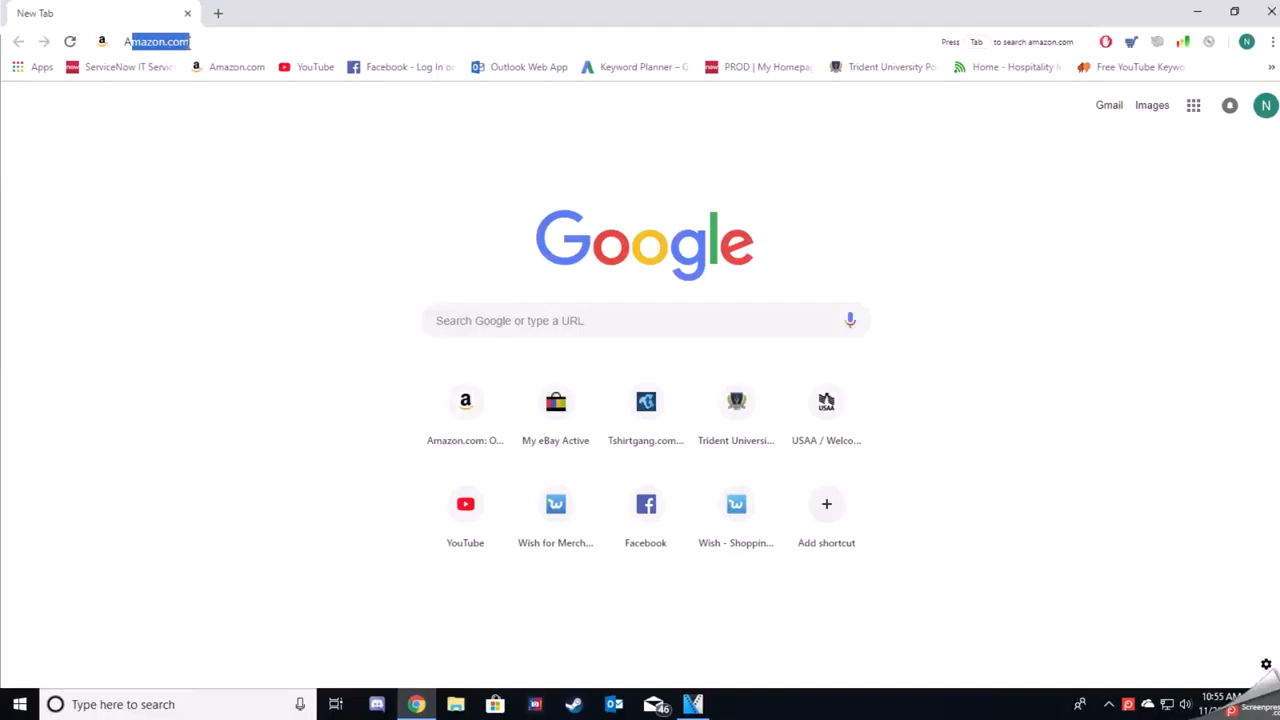 New Tab
Amazon.com
Press Tab to search amazon.com
Apps
ServiceNow IT Servic
Amazon.com
YouTube
Facebook - Log In o
Outlook Web App
Keyword Planner – G
PROD | My Homepa
Trident University Po
Home - Hospitality I
Free YouTube Keywo
»
N
Gmail
Images
N
Google
Search Google or type a URL
Amazon.com: O...
My eBay Active
Tshirtgang.com...
Trident Universi...
USAA / Welco...
YouTube
Wish for Merch...
Facebook
Wish - Shoppin...
Add shortcut
Type here to search
46
10:55 AM
Screenpres